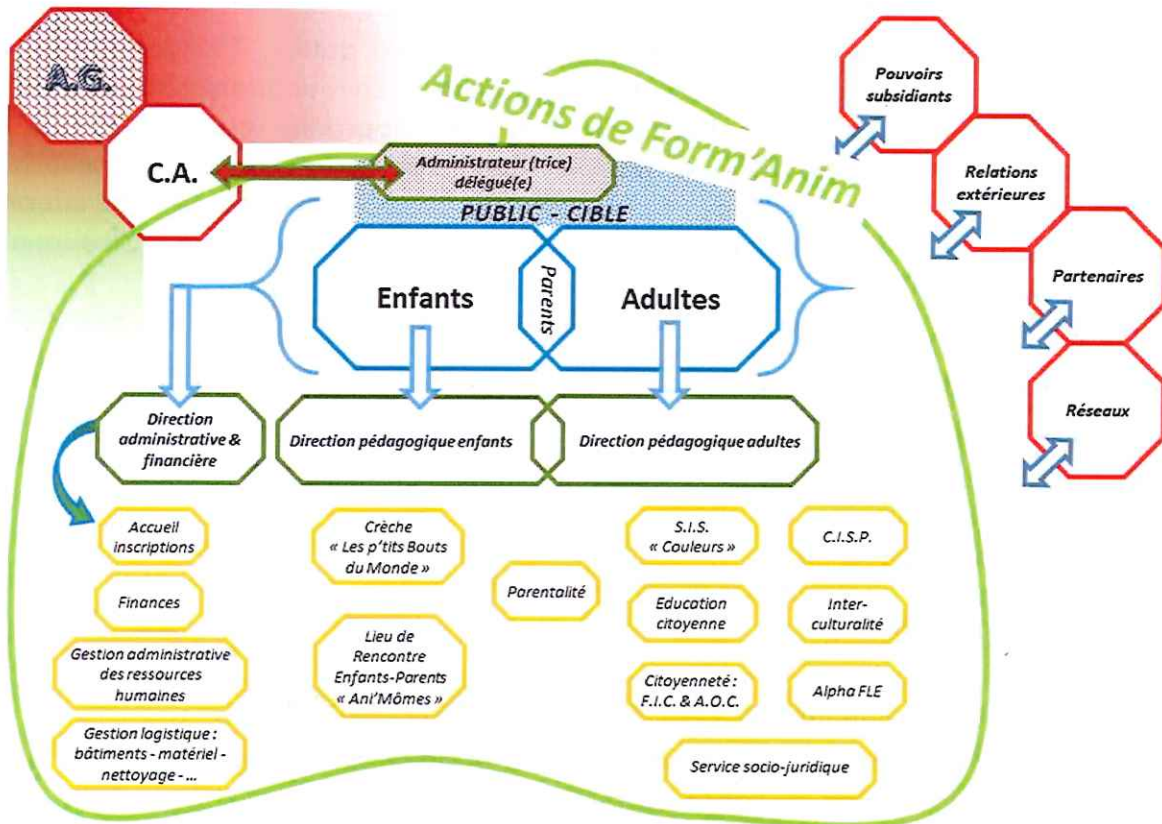 A.G.
C.A.
Actions de Form'Anim
Administrateur (trice)
délégué(e)
PUBLIC - CIBLE
Enfants
Parents
Adultes
Pouvoirs
subsidiants
Relations
extérieures
Partenaires
Réseaux
Direction
administrative &
financière
Direction pédagogique enfants
Direction pédagogique adultes
Accueil
inscriptions
Finances
Gestion administrative
des ressources
humaines
Gestion logistique :
bâtiments - matériel -
nettoyage - ...
Crèche
« Les p'tits Bouts
du Monde »
Lieu de
Rencontre
Enfants-Parents
« Ani'Mômes »
Parentalité
S.I.S.
« Couleurs »
C.I.S.P.
Education
citoyenne
Inter-
culturalité
Citoyenneté :
F.I.C. & A.O.C.
Alpha FLE
Service socio-juridique